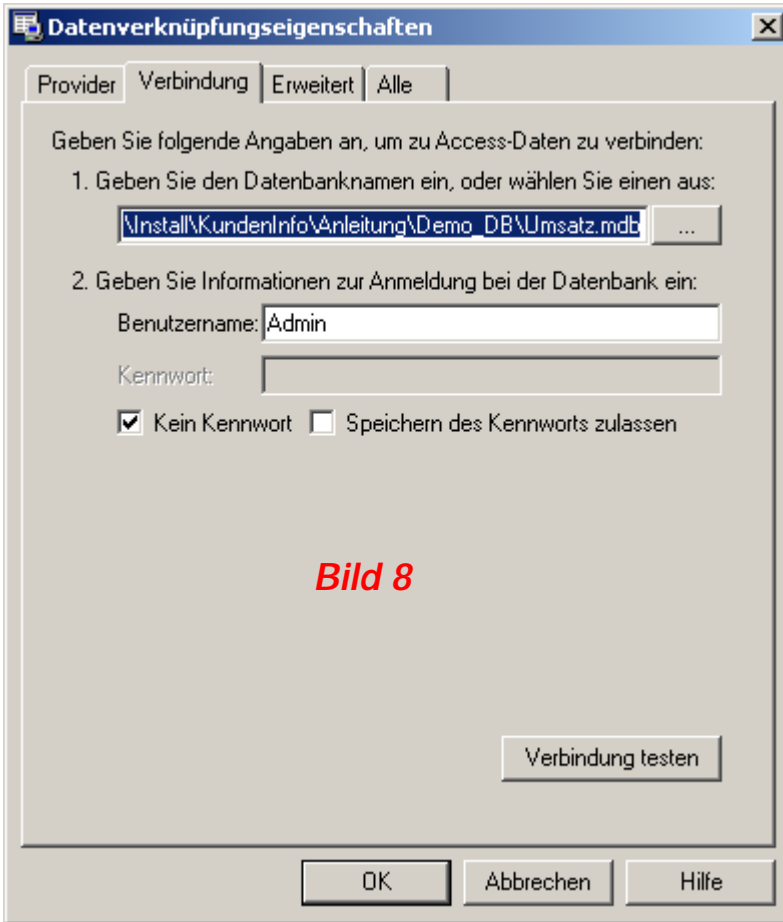 Datenverknüpfungseigenschaften
Provider Verbindung Erweitert Alle
Geben Sie folgende Angaben an, um zu Access-Daten zu verbinden:
1. Geben Sie den Datenbanknamen ein, oder wählen Sie einen aus:
\Install\KundenInfo\Anleitung\Demo_DB\Umsatz.mdb ...
2. Geben Sie Informationen zur Anmeldung bei der Datenbank ein:
Benutzername: Admin
Kennwort:
Kein Kennwort Speichern des Kennworts zulassen
Bild 8
Verbindung testen
OK Abbrechen Hilfe